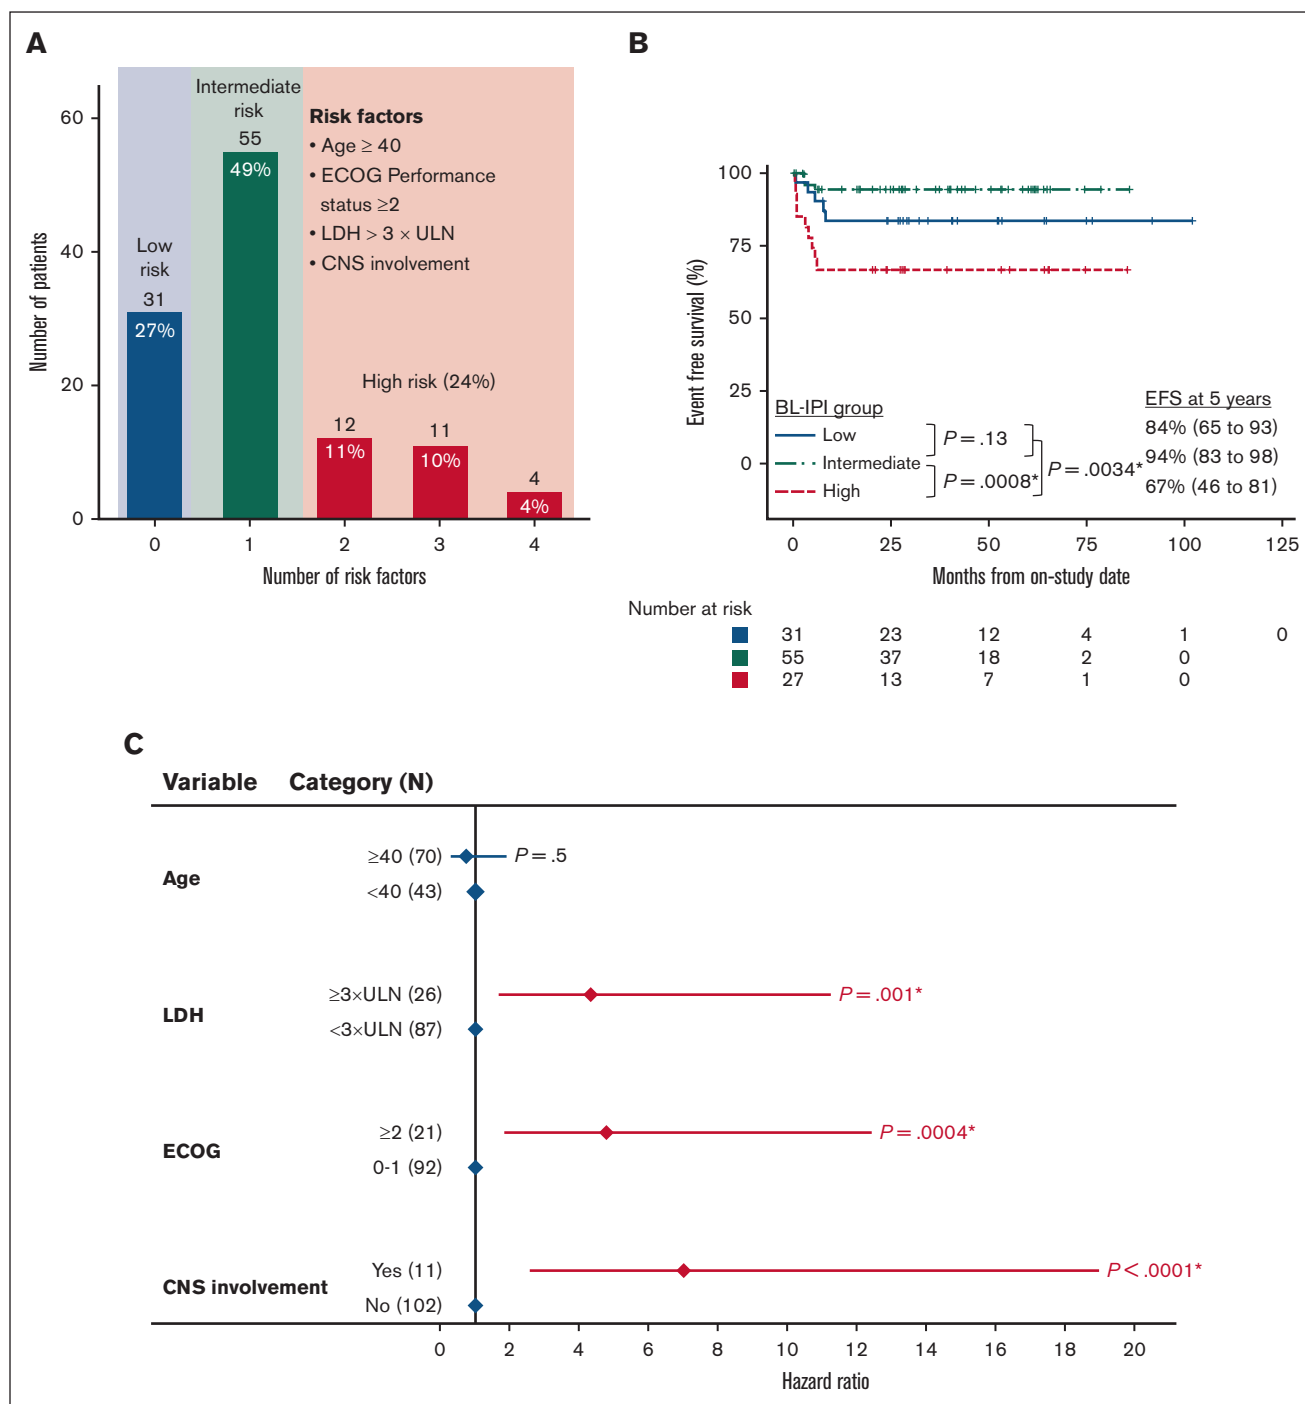 A
Intermediate
risk
55
49%
Low
risk
31
27%
Risk factors
• Age ≥ 40
• ECOG Performance
status ≥2
• LDH > 3 × ULN
• CNS involvement
High risk (24%)
12
11%
11
10%
4
4%
Number of patients
60
40
20
0
0 1 2 3 4
Number of risk factors
B
Event free survival (%)
100
75
50
25
0
BL-IPI group
Low
Intermediate
High
P = .13
P = .0008*
P = .0034*
EFS at 5 years
84% (65 to 93)
94% (83 to 98)
67% (46 to 81)
0 25 50 75 100 125
Months from on-study date
Number at risk
31 23 12 4 1 0
55 37 18 2 0
27 13 7 1 0
C
Variable Category (N)
Age
≥40 (70) P = .5
<40 (43)
LDH
≥3×ULN (26) P = .001*
<3×ULN (87)
ECOG
≥2 (21) P = .0004*
0-1 (92)
CNS involvement
Yes (11) P < .0001*
No (102)
0 2 4 6 8 10 12 14 16 18 20
Hazard ratio